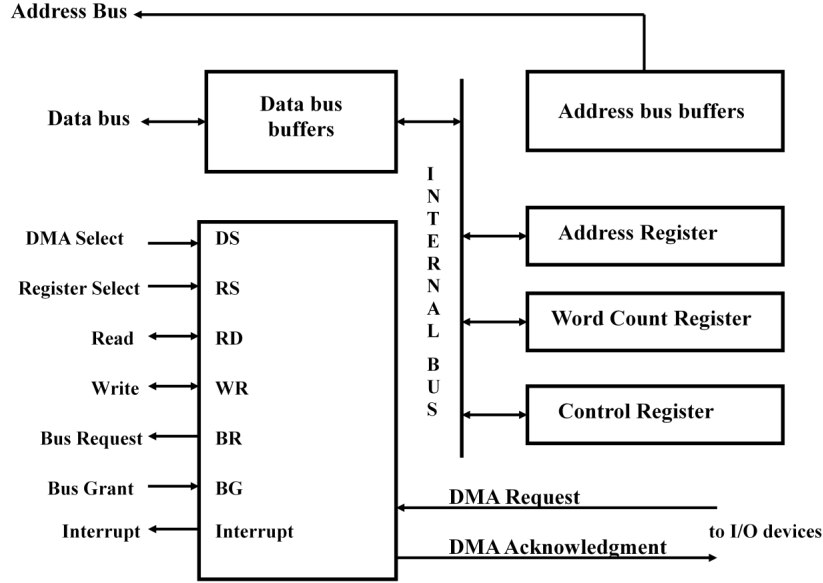 Address Bus
Data bus
Data bus
buffers
Address bus buffers
INTERNAL BUS
Address Register
Word Count Register
Control Register
DMA Select
DS
Register Select
RS
Read
RD
Write
WR
Bus Request
BR
Bus Grant
BG
Interrupt
Interrupt
DMA Request
to I/O devices
DMA Acknowledgment